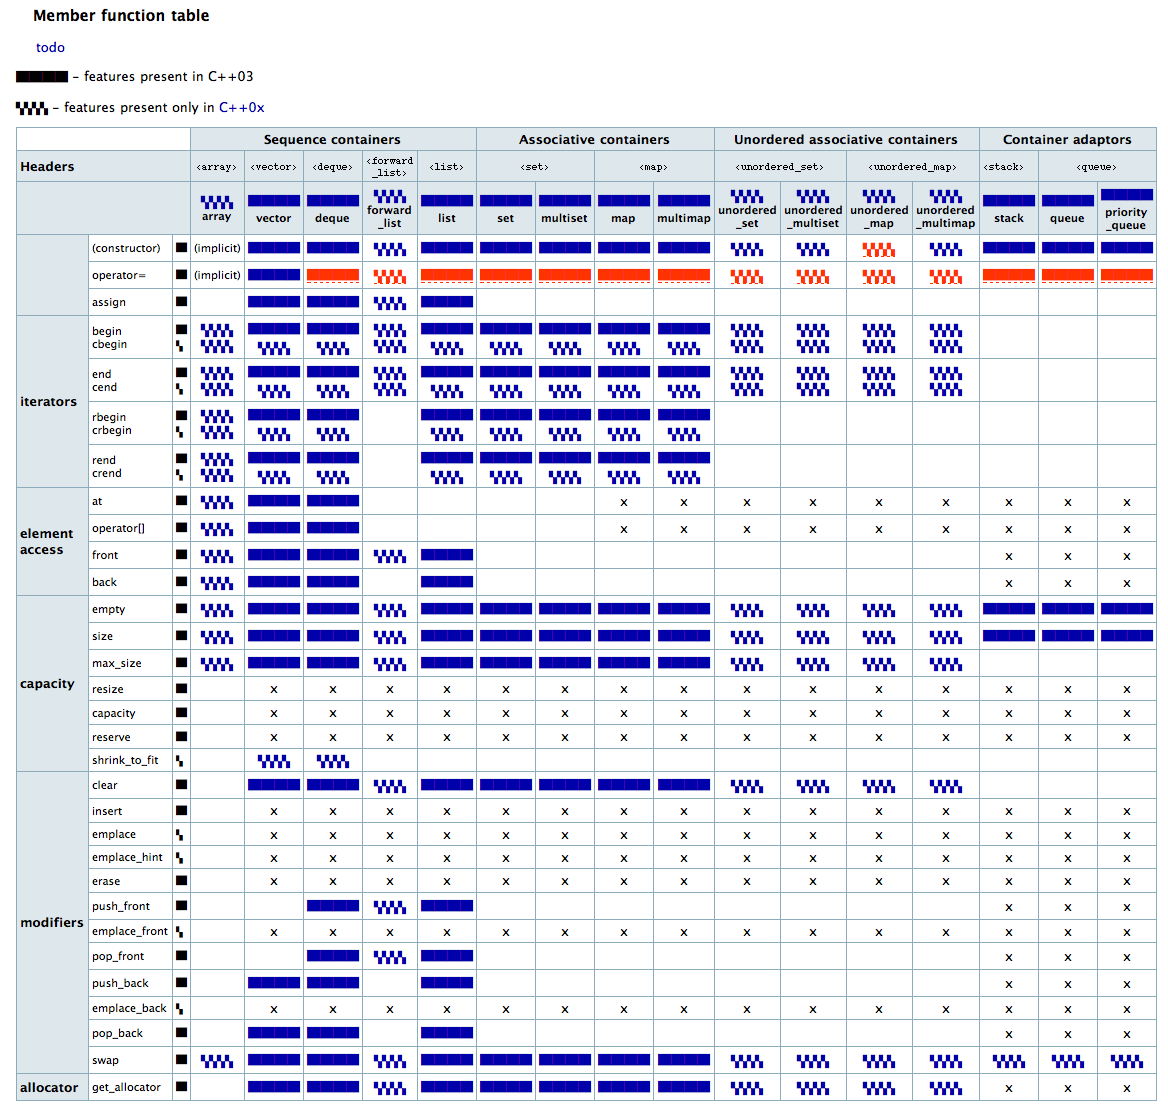 Member function table
todo
– features present in C++03
– features present only in C++0x
Sequence containers Associative containers Unordered associative containers Container adaptors
Headers <array> <vector> <deque> <forward_list> <list> <set> <map> <unordered_set> <unordered_map> <stack> <queue>
array vector deque forward_list list set multiset map multimap unordered_set unordered_multiset unordered_map unordered_multimap stack queue priority_queue
(constructor) (implicit)
operator= (implicit)
assign
iterators
begin
cbegin
end
cend
rbegin
crbegin
rend
crend
element access
at x x x x x x x x x
operator[] x x x x x x x x x
front x x x
back x x x
capacity
empty
size
max_size
resize x x x x x x x x x x x x x x x
capacity x x x x x x x x x x x x x x x
reserve x x x x x x x x x x x x x x x
shrink_to_fit
modifiers
clear
insert x x x x x x x x x x x x x x x
emplace x x x x x x x x x x x x x x x
emplace_hint x x x x x x x x x x x x x x x
erase x x x x x x x x x x x x x x x
push_front x x x
emplace_front x x x x x x x x x x x x x x x
pop_front x x x
push_back x x x
emplace_back x x x x x x x x x x x x x x x
pop_back x x x
swap
allocator get_allocator x x x